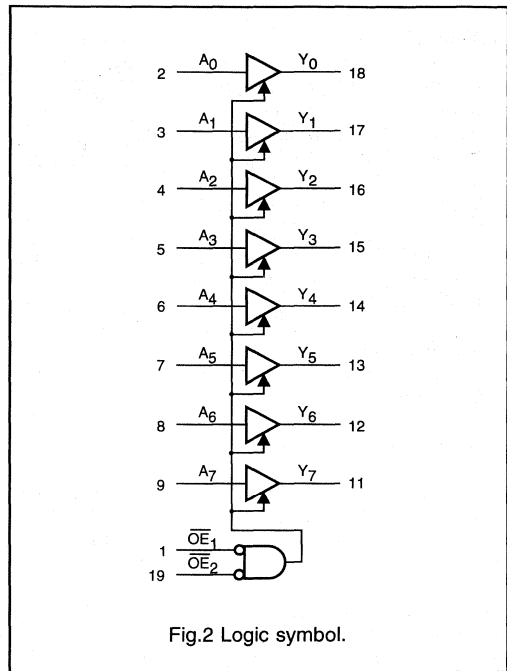 2 A0 Y0 18
3 A1 Y1 17
4 A2 Y2 16
5 A3 Y3 15
6 A4 Y4 14
7 A5 Y5 13
8 A6 Y6 12
9 A7 Y7 11
1 OE1
19 OE2
Fig.2 Logic symbol.